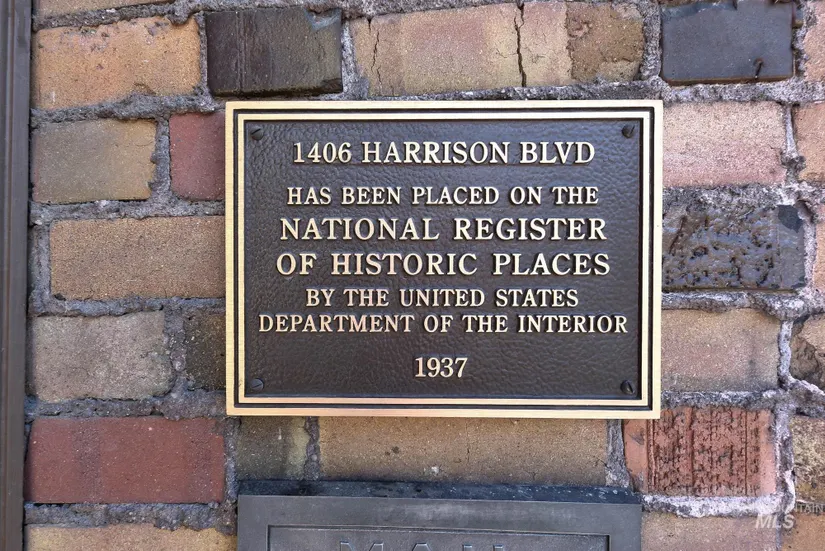 1406 HARRISON BLVD
HAS BEEN PLACED ON THE
NATIONAL REGISTER
OF HISTORIC PLACES
BY THE UNITED STATES
DEPARTMENT OF THE INTERIOR
1937
MAIL
MLS